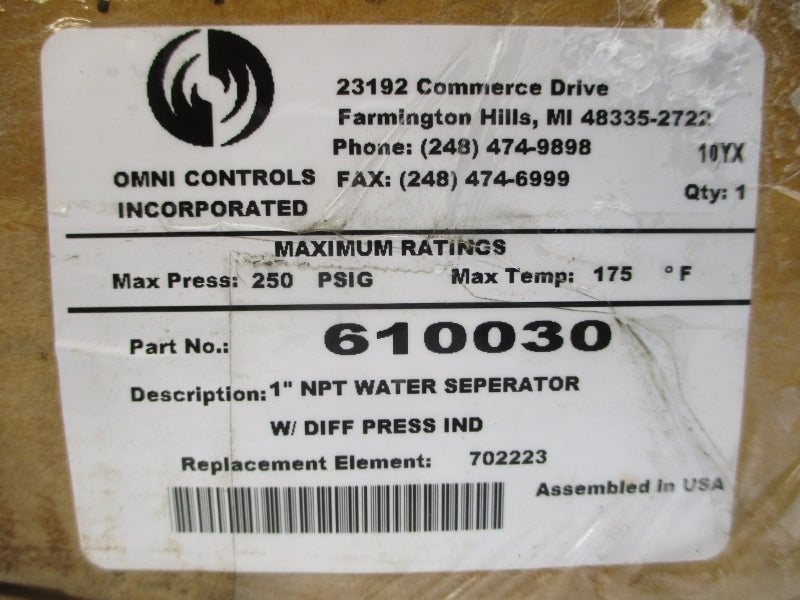 23192 Commerce Drive
Farmington Hills, MI 48335-2722
Phone: (248) 474-9898
10YX
OMNI CONTROLS
INCORPORATED
FAX: (248) 474-6999
Qty: 1
MAXIMUM RATINGS
Max Press: 250 PSIG Max Temp: 175 °F
Part No.: 610030
Description: 1" NPT WATER SEPERATOR
W/ DIFF PRESS IND
Replacement Element: 702223
Assembled in USA